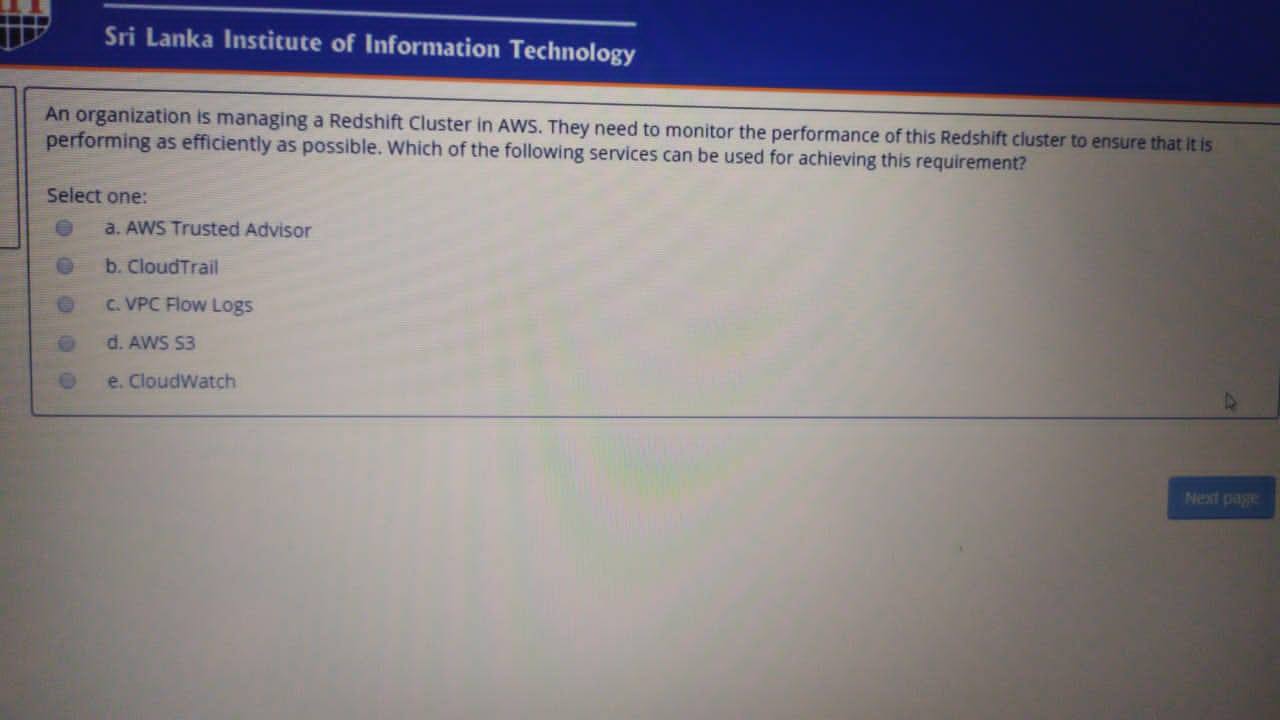 Sri Lanka Institute of Information Technology
An organization is managing a Redshift Cluster in AWS. They need to monitor the performance of this Redshift cluster to ensure that it is
performing as efficiently as possible. Which of the following services can be used for achieving this requirement?
Select one:
a. AWS Trusted Advisor
b. CloudTrail
c. VPC Flow Logs
d. AWS S3
e. CloudWatch
Next page